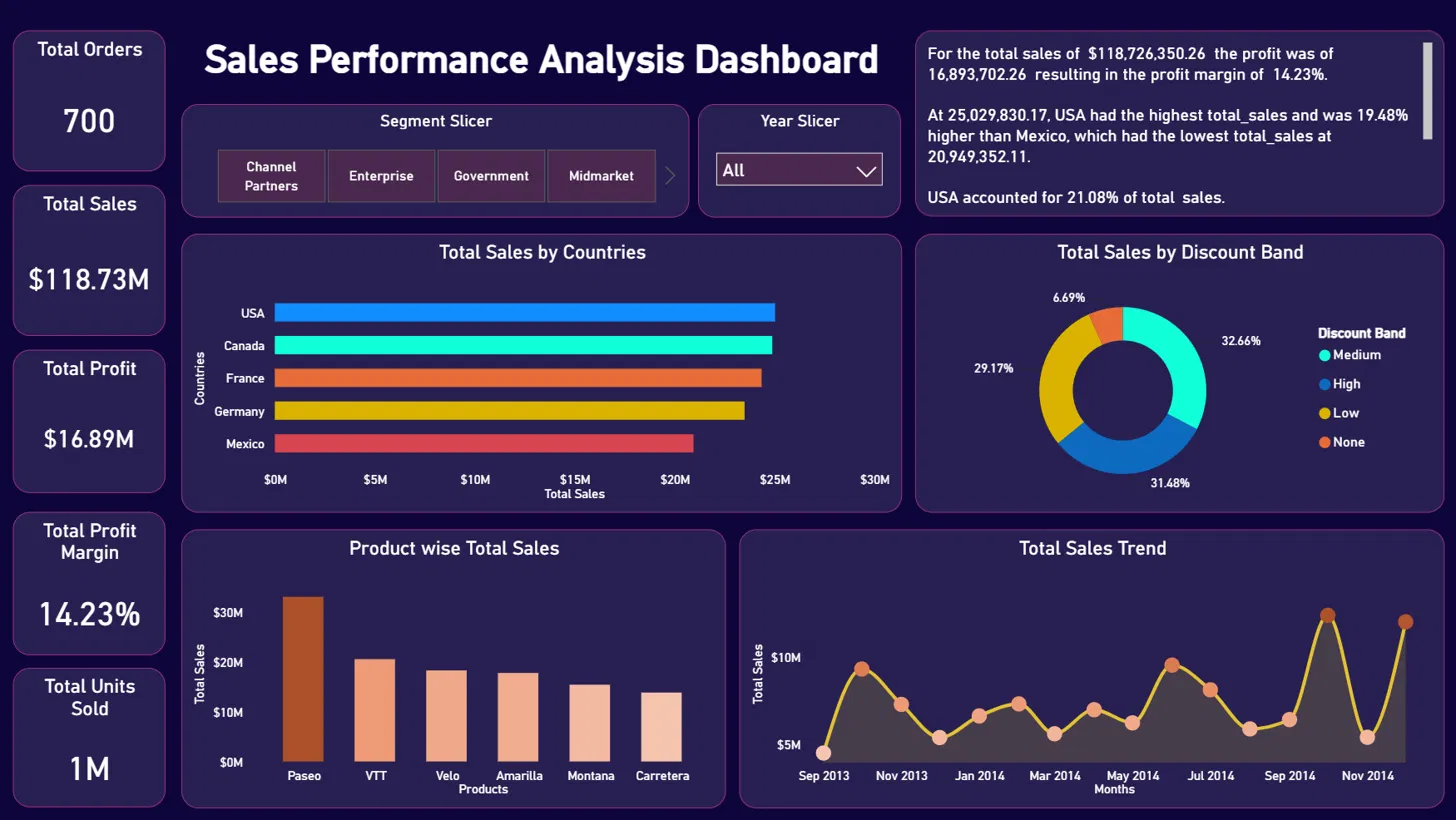 Total Orders
700
Total Sales
$118.73M
Total Profit
$16.89M
Total Profit
Margin
14.23%
Total Units
Sold
1M
Sales Performance Analysis Dashboard
Segment Slicer
Channel
Partners
Enterprise
Government
Midmarket
Year Slicer
All
For the total sales of $118,726,350.26 the profit was of
16,893,702.26 resulting in the profit margin of 14.23%.
At 25,029,830.17, USA had the highest total_sales and was 19.48%
higher than Mexico, which had the lowest total_sales at
20,949,352.11.
USA accounted for 21.08% of total sales.
Total Sales by Countries
Countries
USA
Canada
France
Germany
Mexico
$0M $5M $10M $15M $20M $25M $30M
Total Sales
Total Sales by Discount Band
6.69%
32.66%
29.17%
31.48%
Discount Band
Medium
High
Low
None
Product wise Total Sales
Total Sales
$30M
$20M
$10M
$0M
Paseo VTT Velo Amarilla Montana Carretera
Products
Total Sales Trend
Total Sales
$10M
$5M
Sep 2013 Nov 2013 Jan 2014 Mar 2014 May 2014 Jul 2014 Sep 2014 Nov 2014
Months